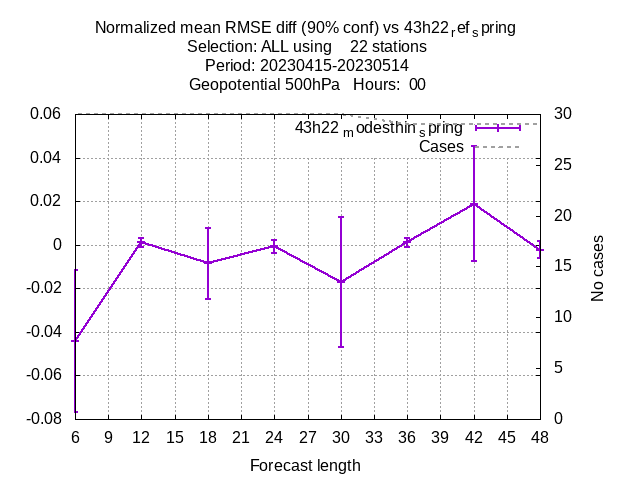 Normalized mean RMSE diff (90% conf) vs 43h22refspring
Selection: ALL using 22 stations
Period: 20230415-20230514
Geopotential 500hPa Hours: 00
43h22modesthinspring
Cases
0.06
0.04
0.02
0
-0.02
-0.04
-0.06
-0.08
30
25
20
15
10
5
0
No cases
6 9 12 15 18 21 24 27 30 33 36 39 42 45 48
Forecast length